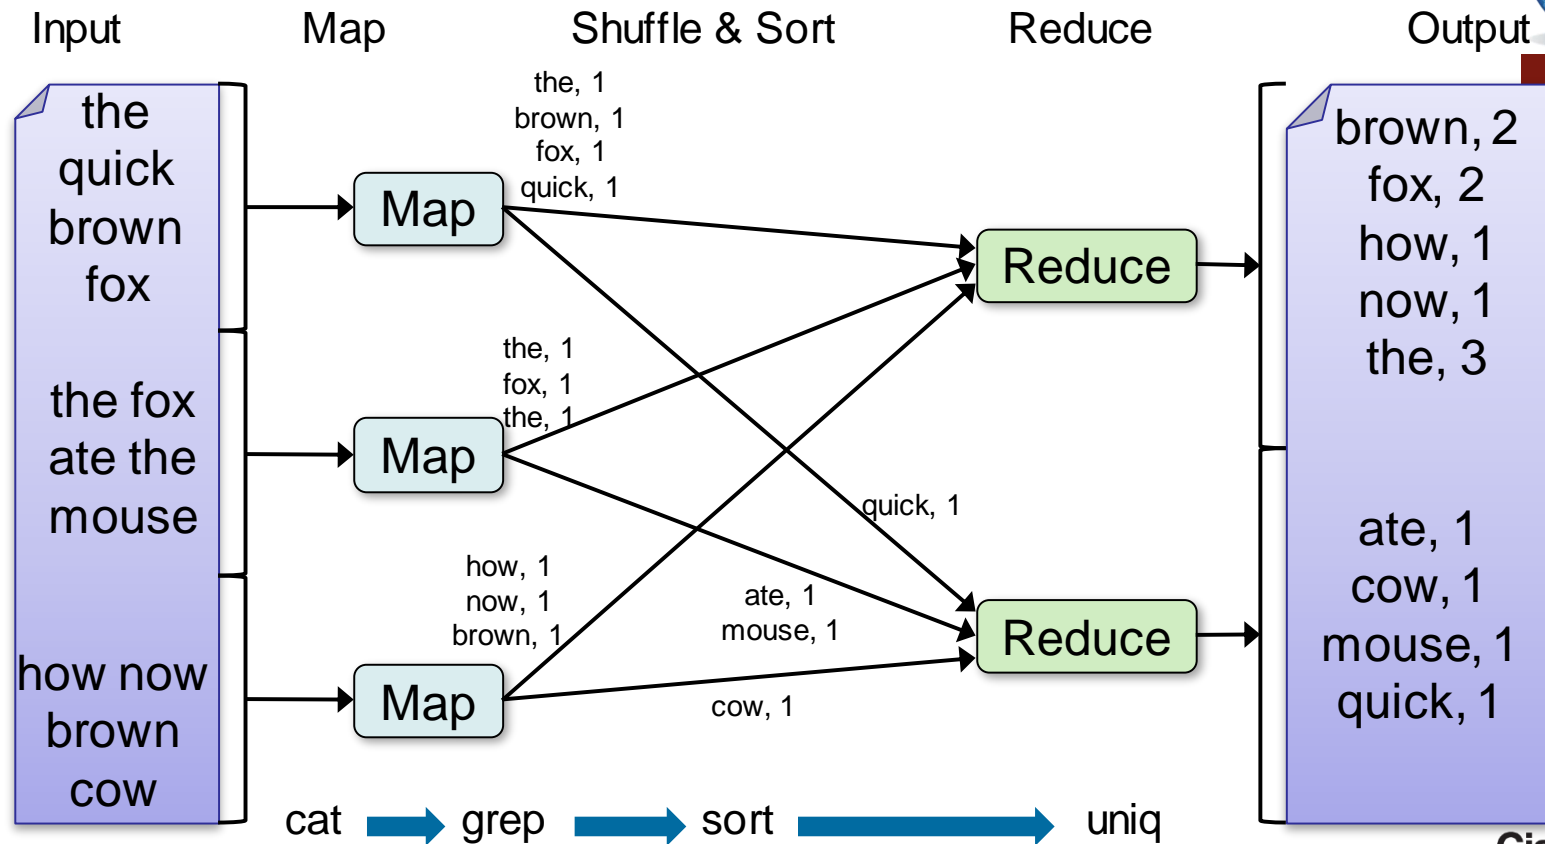 Input
Map
Shuffle & Sort
Reduce
Output
the
quick
brown
fox
the fox
ate the
mouse
how now
brown
cow
Map
Map
Map
the, 1
brown, 1
fox, 1
quick, 1
the, 1
fox, 1
the, 1
how, 1
now, 1
brown, 1
quick, 1
ate, 1
mouse, 1
cow, 1
Reduce
Reduce
brown, 2
fox, 2
how, 1
now, 1
the, 3
ate, 1
cow, 1
mouse, 1
quick, 1
cat
grep
sort
uniq